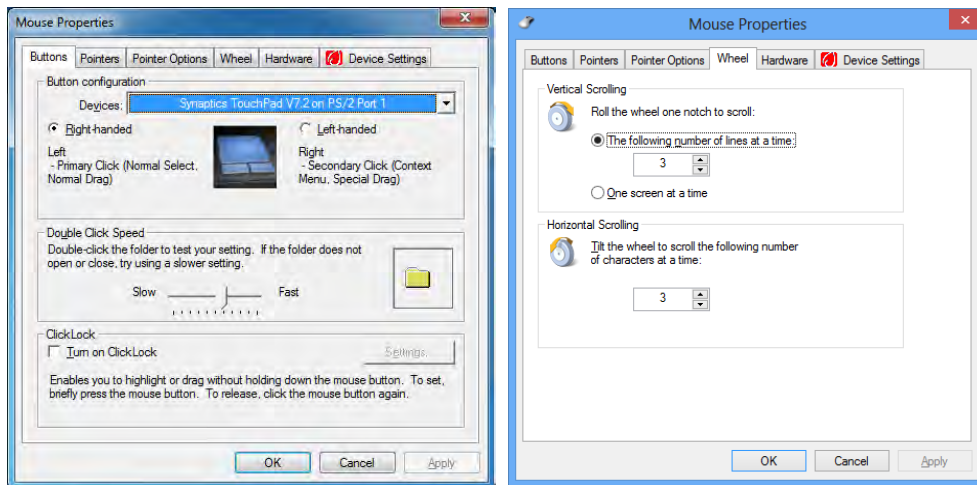 Mouse Properties
Buttons Pointers Pointer Options Wheel Hardware Device Settings
Button configuration
Devices: Synaptics TouchPad V7.2 on PS/2 Port 1
Right-handed Left-handed
Left
- Primary Click (Normal Select,
Normal Drag)
Right
- Secondary Click (Context
Menu, Special Drag)
Double Click Speed
Double-click the folder to test your setting. If the folder does not
open or close, try using a slower setting.
Slow Fast
ClickLock
Turn on ClickLock Settings...
Enables you to highlight or drag without holding down the mouse button. To set,
briefly press the mouse button. To release, click the mouse button again.
OK Cancel Apply
Mouse Properties
Buttons Pointers Pointer Options Wheel Hardware Device Settings
Vertical Scrolling
Roll the wheel one notch to scroll:
The following number of lines at a time:
3
One screen at a time
Horizontal Scrolling
Tilt the wheel to scroll the following number
of characters at a time:
3
OK Cancel Apply